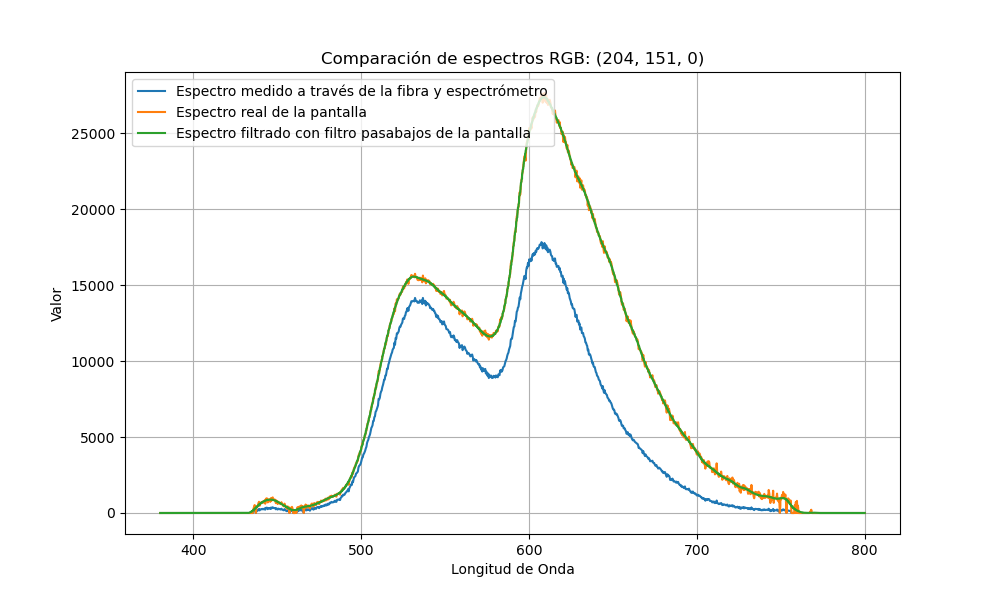 Comparación de espectros RGB: (204, 151, 0)
Espectro medido a través de la fibra y espectrómetro
Espectro real de la pantalla
Espectro filtrado con filtro pasabajos de la pantalla
Valor
25000
20000
15000
10000
5000
0
400 500 600 700 800
Longitud de Onda